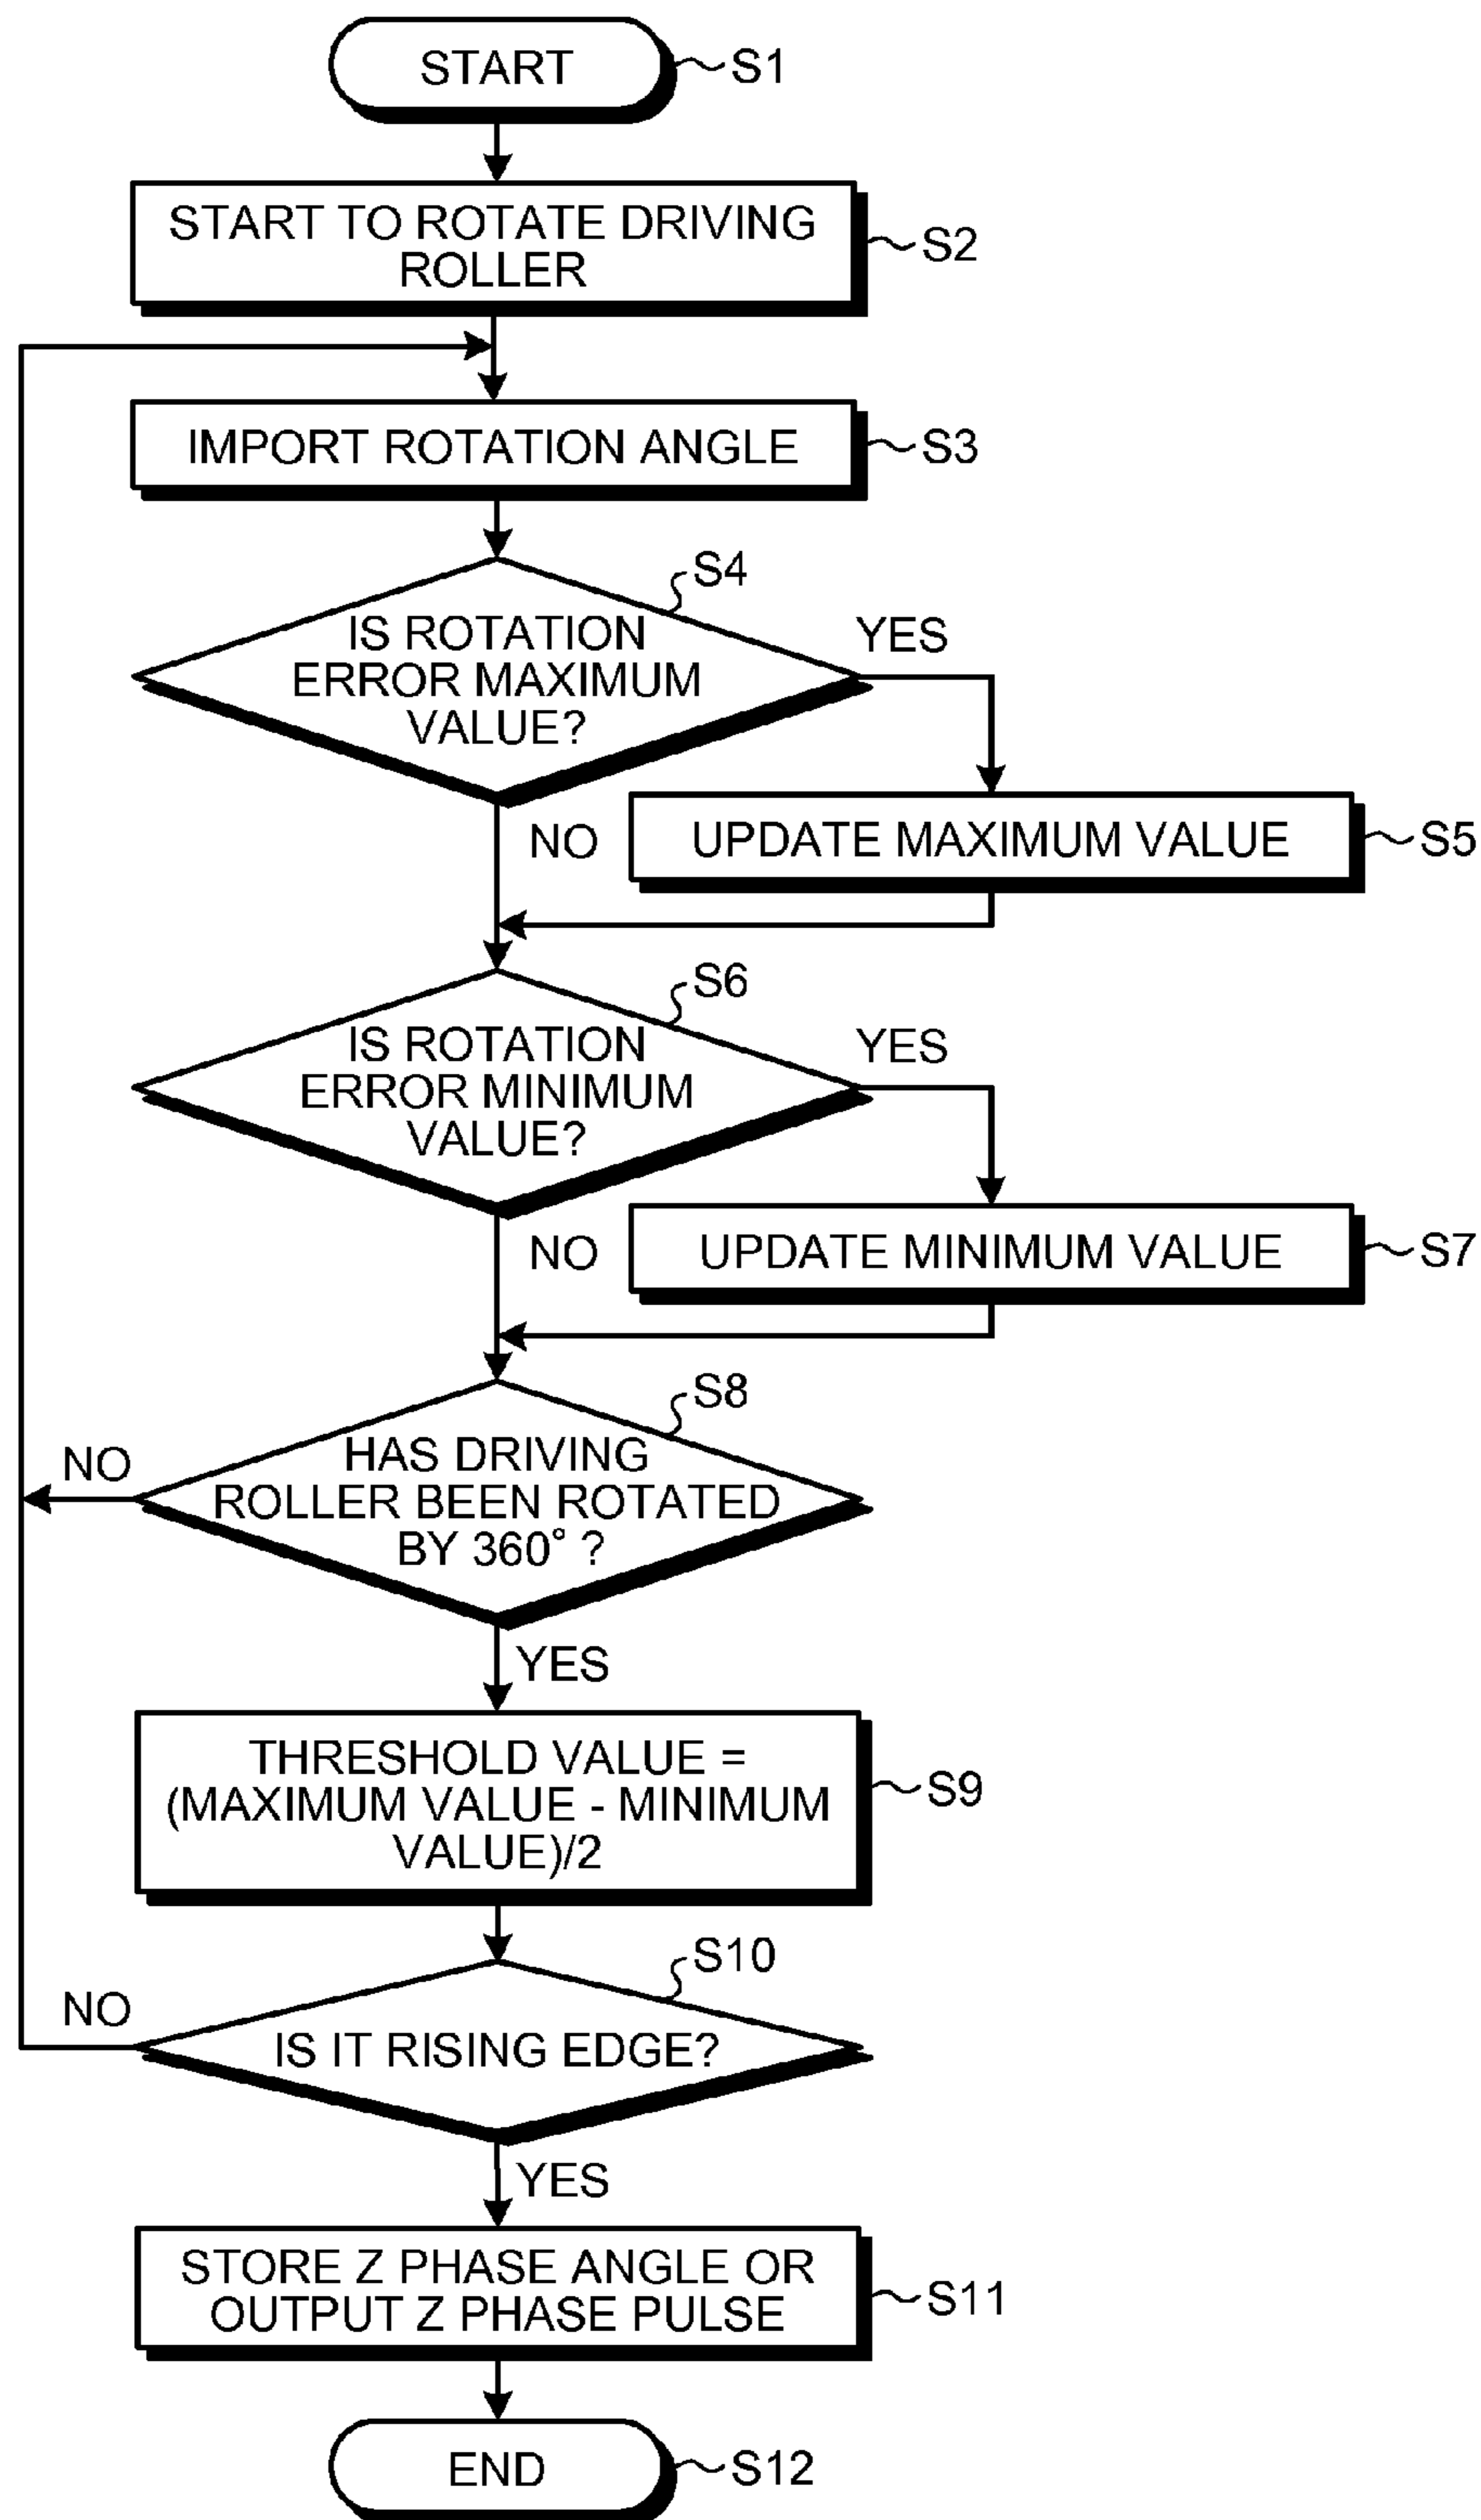 START
S1
START TO ROTATE DRIVING
ROLLER
S2
IMPORT ROTATION ANGLE
S3
S4
IS ROTATION
ERROR MAXIMUM
VALUE?
YES
NO
UPDATE MAXIMUM VALUE
S5
S6
IS ROTATION
ERROR MINIMUM
VALUE?
YES
NO
UPDATE MINIMUM VALUE
S7
S8
HAS DRIVING
ROLLER BEEN ROTATED
BY 360° ?
NO
YES
THRESHOLD VALUE =
(MAXIMUM VALUE - MINIMUM
VALUE)/2
S9
S10
NO
IS IT RISING EDGE?
YES
STORE Z PHASE ANGLE OR
OUTPUT Z PHASE PULSE
S11
END
S12